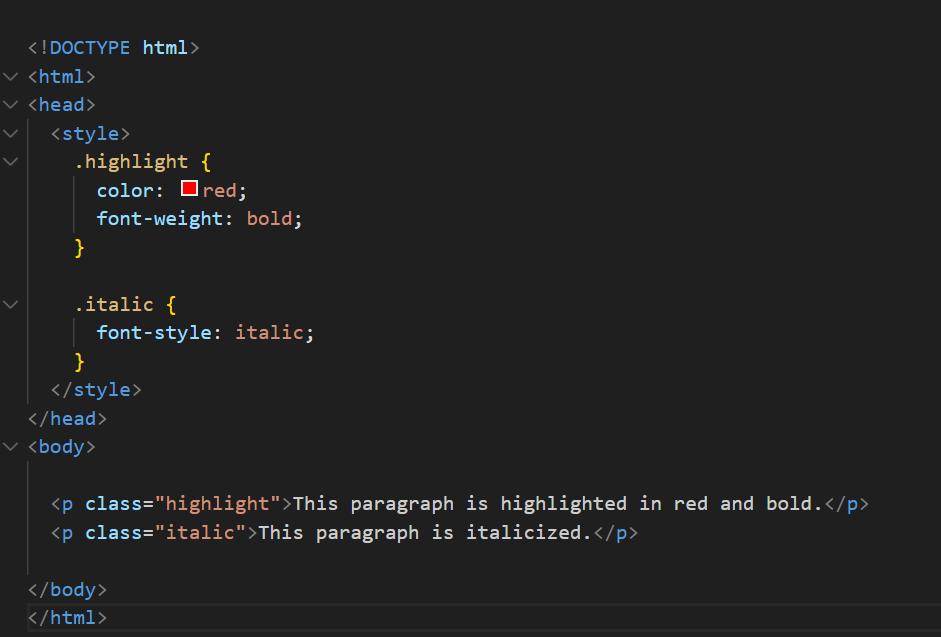 <!DOCTYPE html>
<html>
<head>
  <style>
    .highlight {
      color: red;
      font-weight: bold;
    }

    .italic {
      font-style: italic;
    }
  </style>
</head>
<body>

  <p class="highlight">This paragraph is highlighted in red and bold.</p>
  <p class="italic">This paragraph is italicized.</p>

</body>
</html>